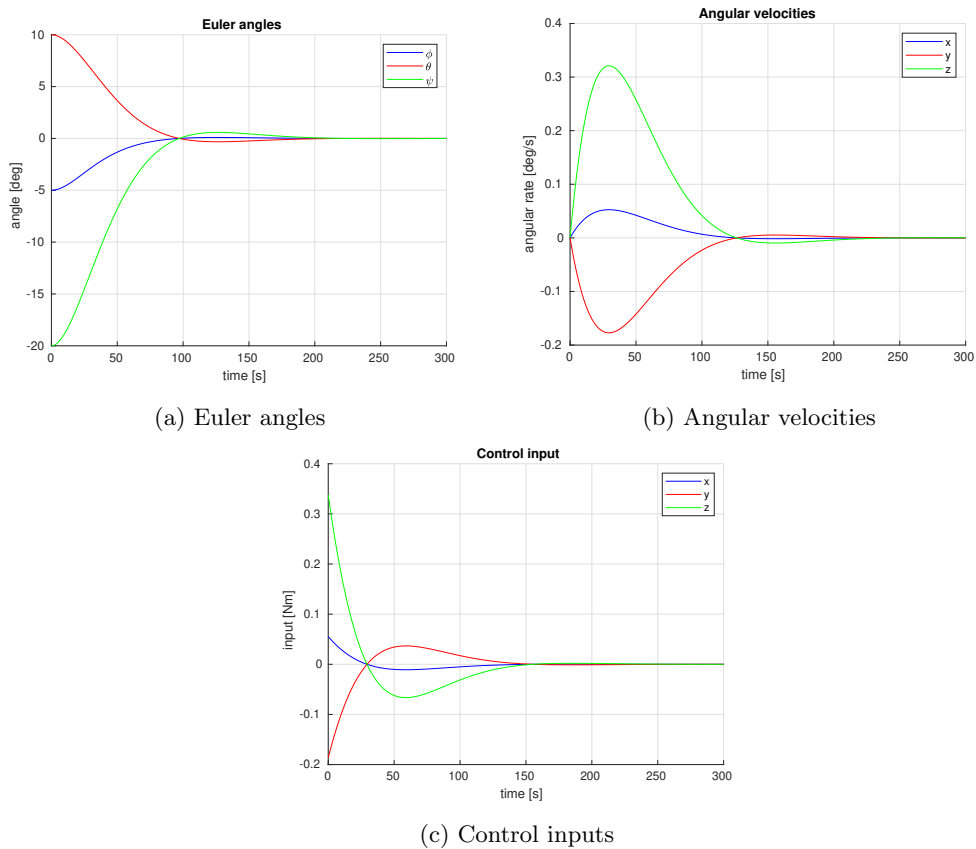 Euler angles
10
5
0
-5
-10
-15
-20
angle [deg]
ϕ
θ
ψ
0
50
100
150
200
250
300
time [s]
(a) Euler angles
Angular velocities
0.4
0.3
0.2
0.1
0
-0.1
-0.2
angular rate [deg/s]
x
y
z
0
50
100
150
200
250
300
time [s]
(b) Angular velocities
Control input
0.4
0.3
0.2
0.1
0
-0.1
-0.2
input [Nm]
x
y
z
0
50
100
150
200
250
300
time [s]
(c) Control inputs